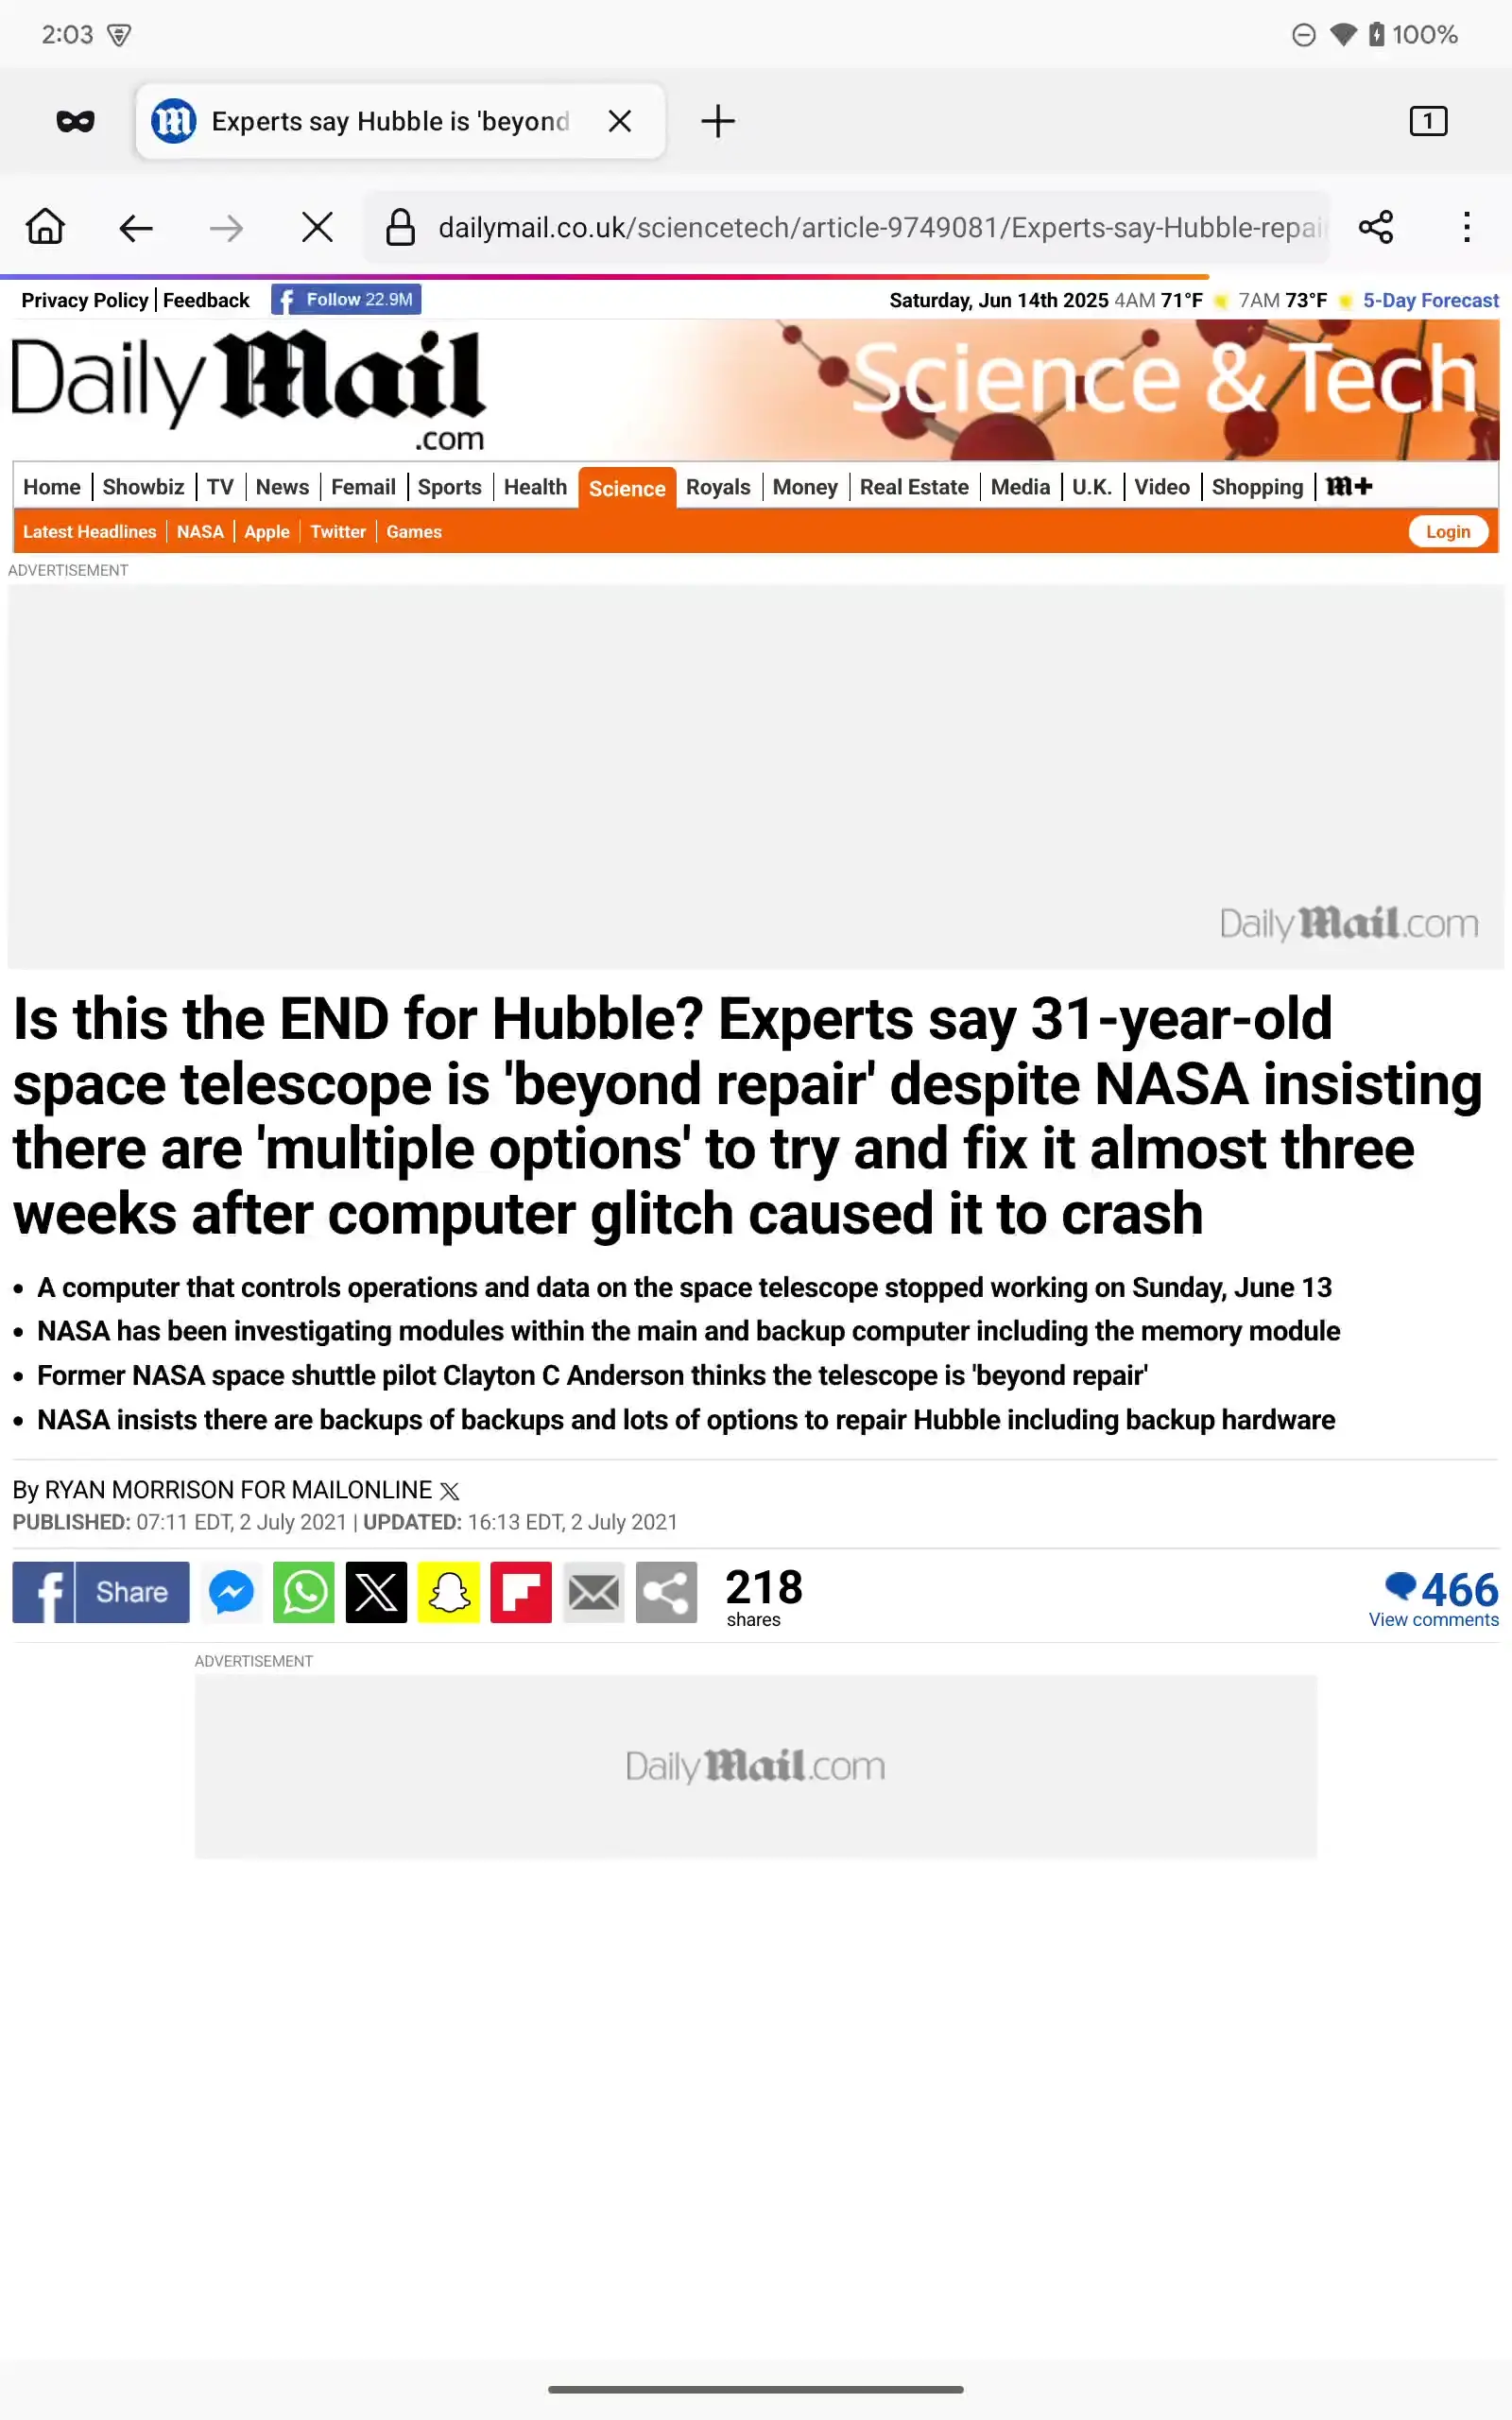 2:03
100%
Experts say Hubble is 'beyond
1
dailymail.co.uk/sciencetech/article-9749081/Experts-say-Hubble-repai
Privacy Policy Feedback Follow 22.9M Saturday, Jun 14th 2025 4AM 71°F 7AM 73°F 5-Day Forecast
Daily Mail
.com
Science & Tech
Home Showbiz TV News Femail Sports Health Science Royals Money Real Estate Media U.K. Video Shopping M+
Latest Headlines NASA Apple Twitter Games Login
ADVERTISEMENT
Daily Mail.com
Is this the END for Hubble? Experts say 31-year-old
space telescope is 'beyond repair' despite NASA insisting
there are 'multiple options' to try and fix it almost three
weeks after computer glitch caused it to crash
• A computer that controls operations and data on the space telescope stopped working on Sunday, June 13
• NASA has been investigating modules within the main and backup computer including the memory module
• Former NASA space shuttle pilot Clayton C Anderson thinks the telescope is 'beyond repair'
• NASA insists there are backups of backups and lots of options to repair Hubble including backup hardware
By RYAN MORRISON FOR MAILONLINE
PUBLISHED: 07:11 EDT, 2 July 2021 | UPDATED: 16:13 EDT, 2 July 2021
Share
218
shares
466
View comments
ADVERTISEMENT
Daily Mail.com